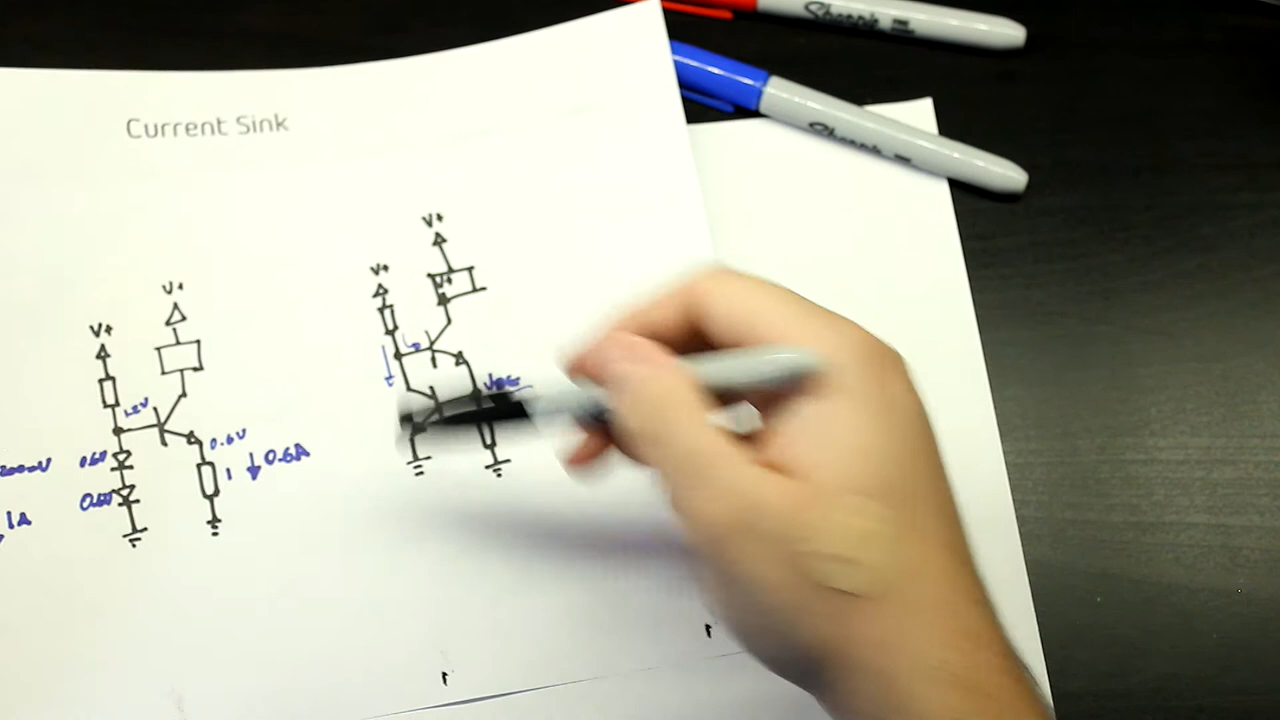 Sharpie
Sharpie
Current Sink
V+
V+
V+
V+
1.2V
0.6V
0.6V
0.6V
1
0.6A
1A